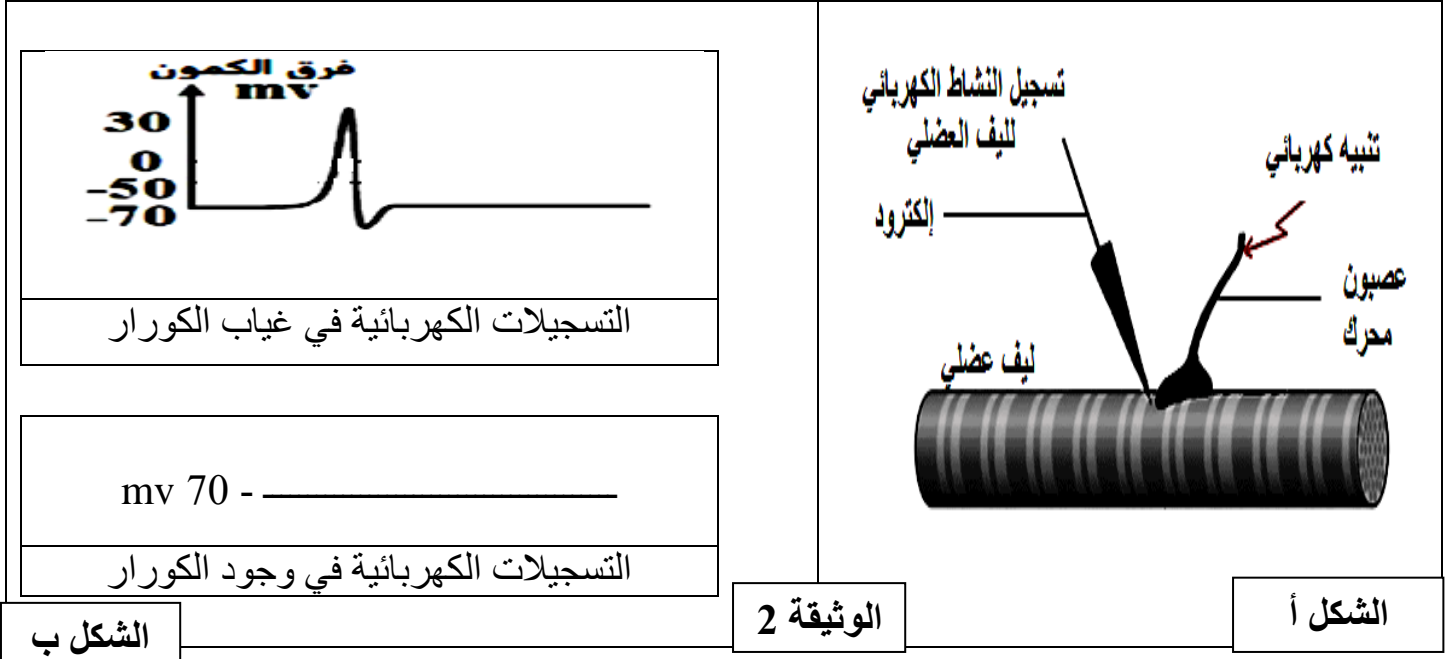 تسجيل النشاط الكهربائي
لليف العضلي
تنبيه كهربائي
إلكترود
عصبون
محرك
ليف عضلي
الشكل أ
فرق الكمون
mv
30
0
-50
-70
التسجيلات الكهربائية في غياب الكورار
mv 70 -
التسجيلات الكهربائية في وجود الكورار
الوثيقة 2
الشكل ب